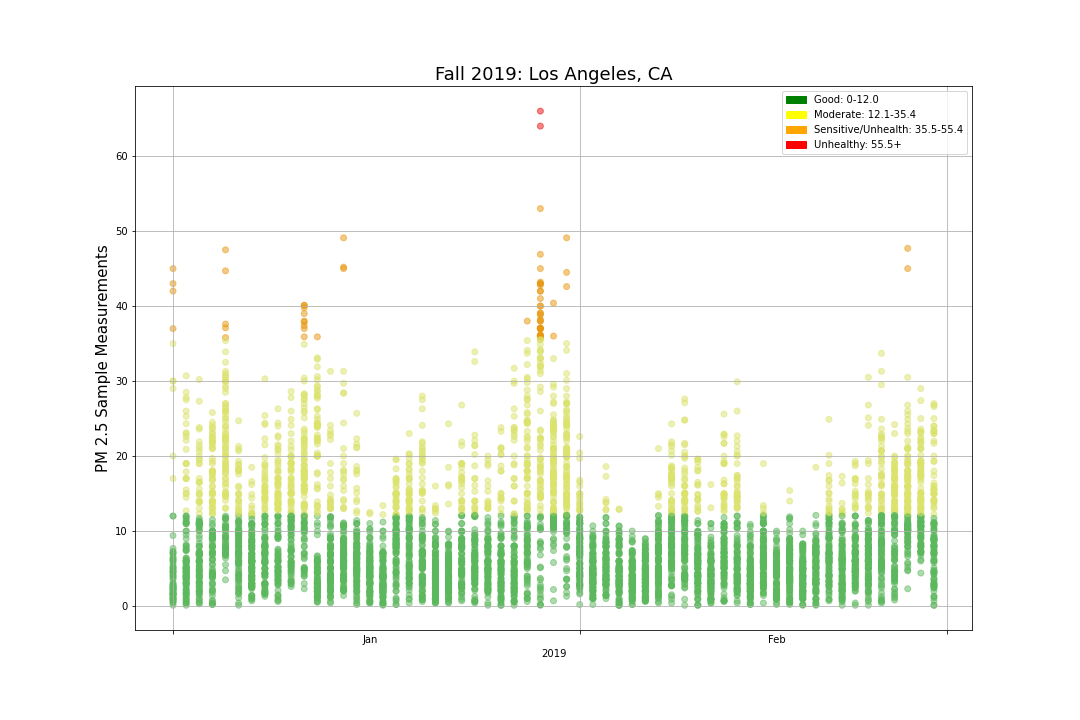 Fall 2019: Los Angeles, CA
Good: 0-12.0
Moderate: 12.1-35.4
Sensitive/Unhealth: 35.5-55.4
Unhealthy: 55.5+
PM 2.5 Sample Measurements
60
50
40
30
20
10
0
Jan
Feb
2019